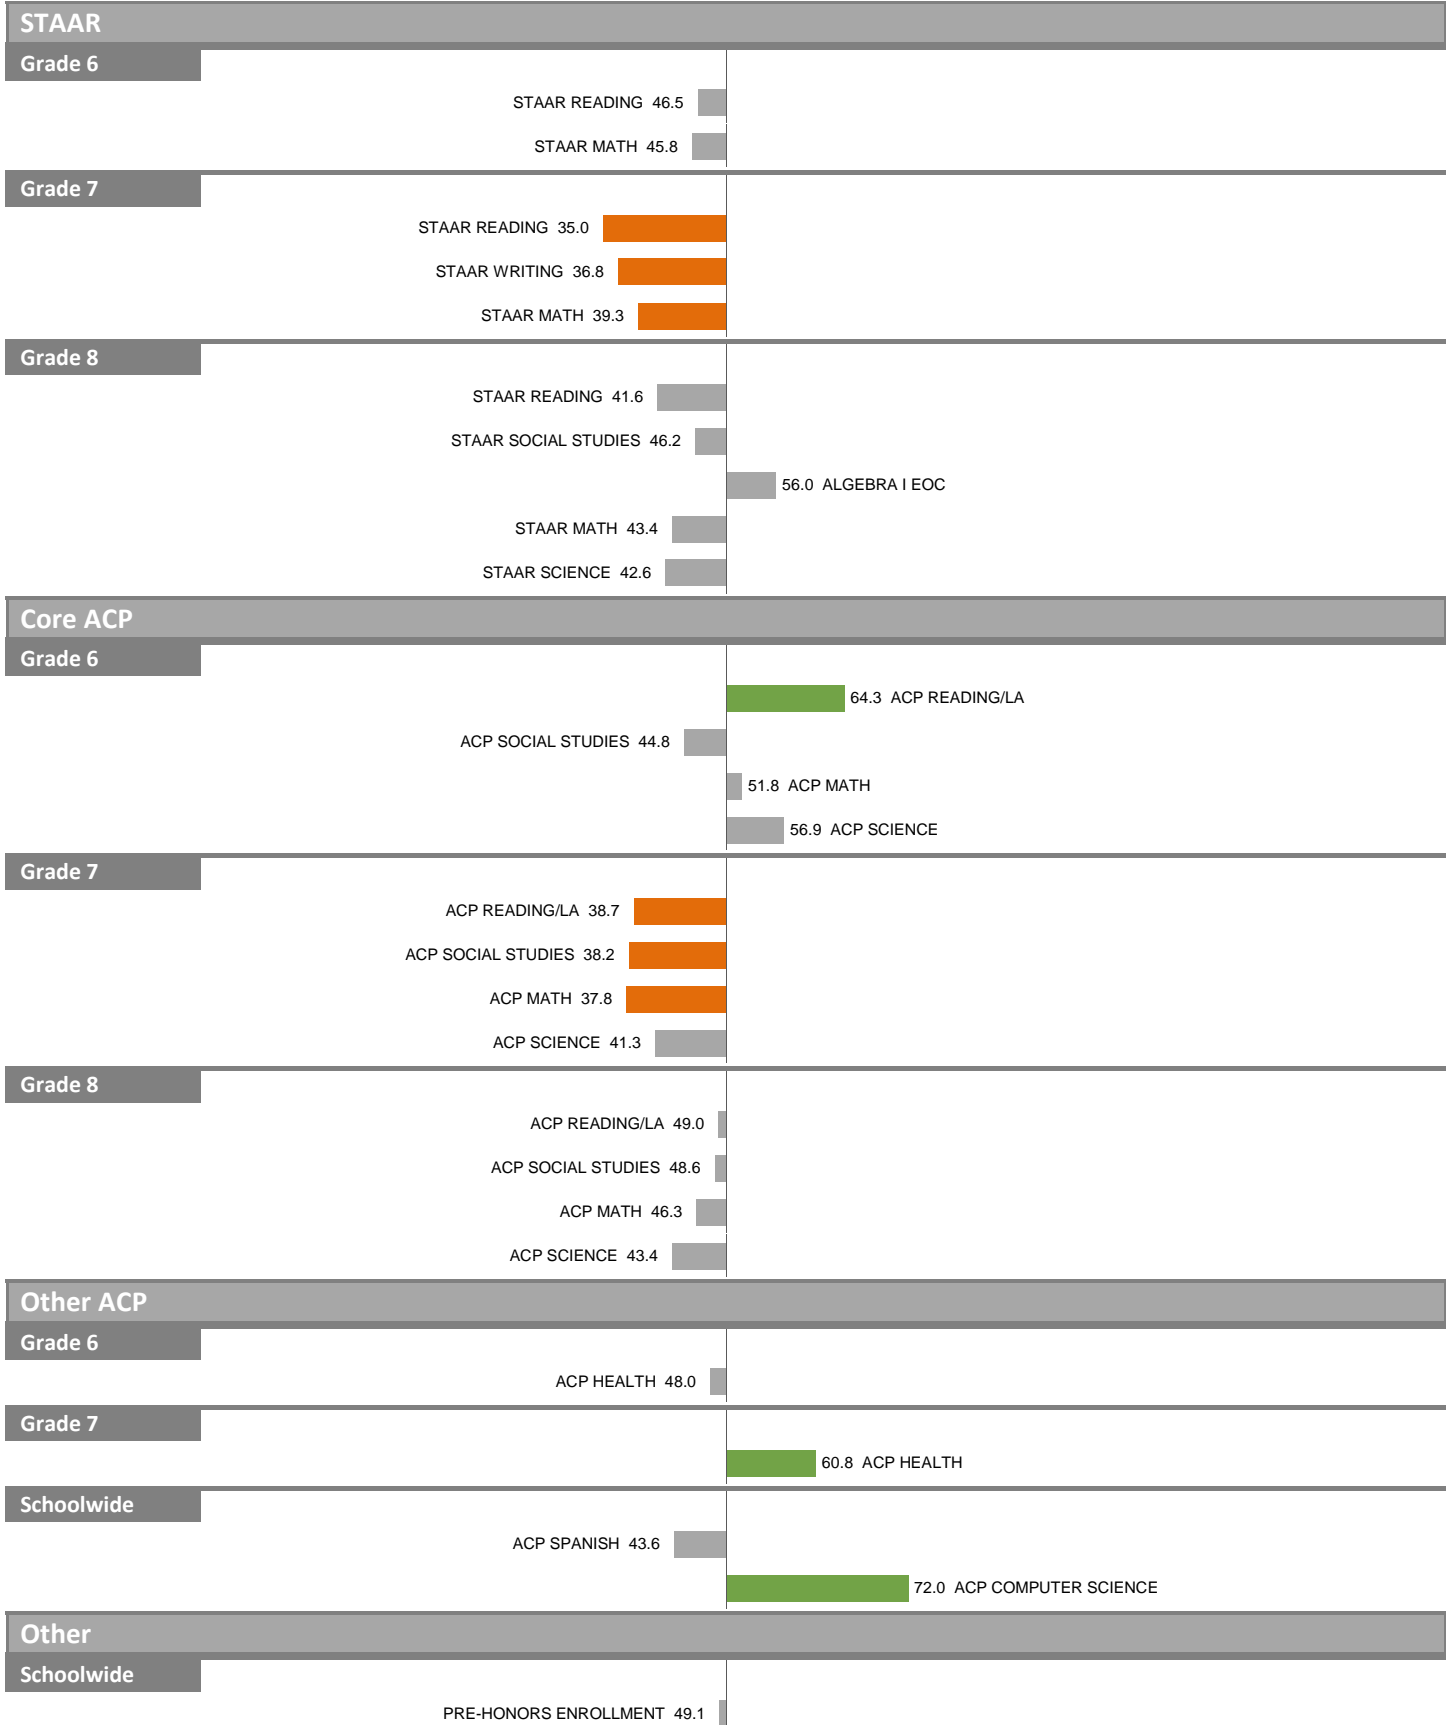 STAAR
Grade 6
STAAR READING 46.5
STAAR MATH 45.8
Grade 7
STAAR READING 35.0
STAAR WRITING 36.8
STAAR MATH 39.3
Grade 8
STAAR READING 41.6
STAAR SOCIAL STUDIES 46.2
56.0 ALGEBRA I EOC
STAAR MATH 43.4
STAAR SCIENCE 42.6
Core ACP
Grade 6
64.3 ACP READING/LA
ACP SOCIAL STUDIES 44.8
51.8 ACP MATH
56.9 ACP SCIENCE
Grade 7
ACP READING/LA 38.7
ACP SOCIAL STUDIES 38.2
ACP MATH 37.8
ACP SCIENCE 41.3
Grade 8
ACP READING/LA 49.0
ACP SOCIAL STUDIES 48.6
ACP MATH 46.3
ACP SCIENCE 43.4
Other ACP
Grade 6
ACP HEALTH 48.0
Grade 7
60.8 ACP HEALTH
Schoolwide
ACP SPANISH 43.6
72.0 ACP COMPUTER SCIENCE
Other
Schoolwide
PRE-HONORS ENROLLMENT 49.1